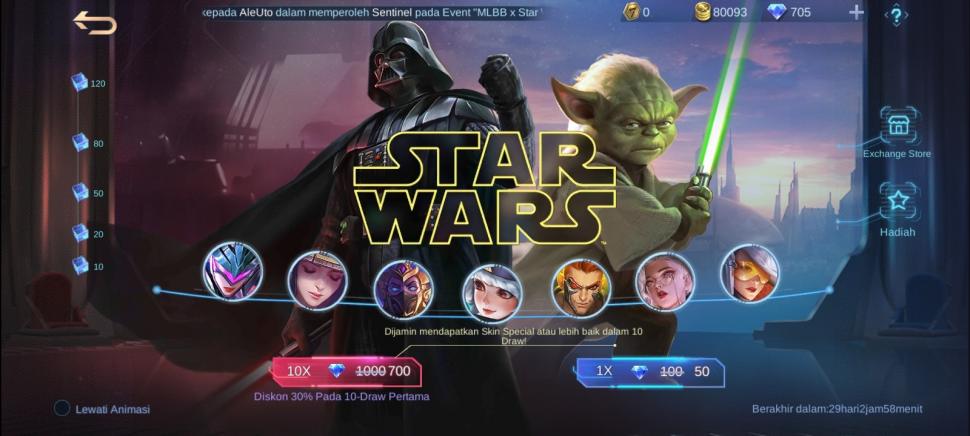 kepada AleUto dalam memperoleh Sentinel pada Event "MLBB x Star
0
80093
705
?
120
80
50
20
10
STAR
WARS
TM
Exchange Store
Hadiah
Dijamin mendapatkan Skin Special atau lebih baik dalam 10
Draw!
10X 1000 700
1X 100 50
Diskon 30% Pada 10-Draw Pertama
Lewati Animasi
Berakhir dalam:29hari2jam58menit